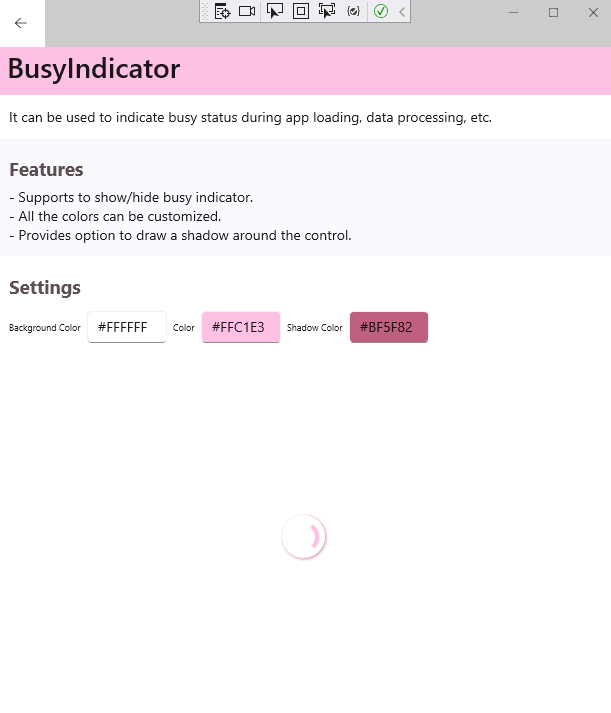 BusyIndicator
It can be used to indicate busy status during app loading, data processing, etc.
Features
- Supports to show/hide busy indicator.
- All the colors can be customized.
- Provides option to draw a shadow around the control.
Settings
Background Color #FFFFFF Color #FFC1E3 Shadow Color #BF5F82